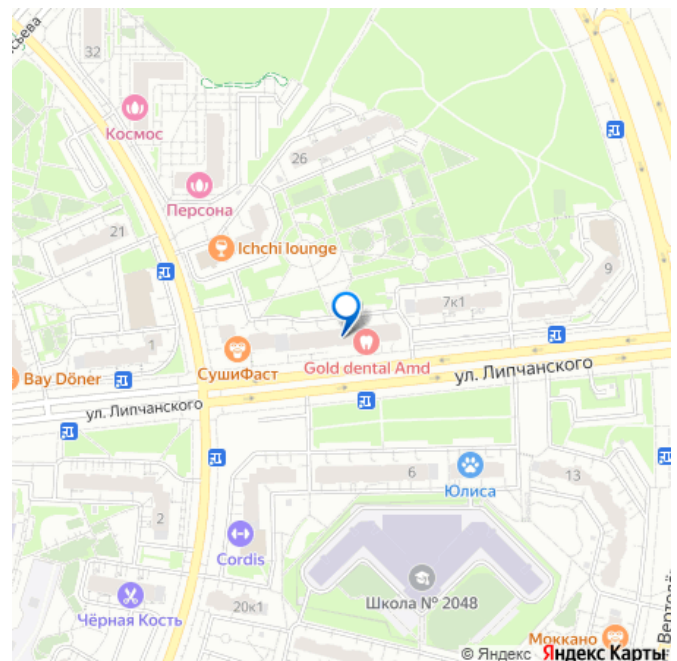 32
Космос
26
Персона
21
Ichchi lounge
9
7к1
1
СушиФаст
Gold dental Amd
Bay Döner
ул. Липчанского
ул. Липчанского
6
Юлиса
13
2
Cordis
Школа № 2048
20к1
Чёрная Кость
Моккано
© Яндекс Яндекс Карты